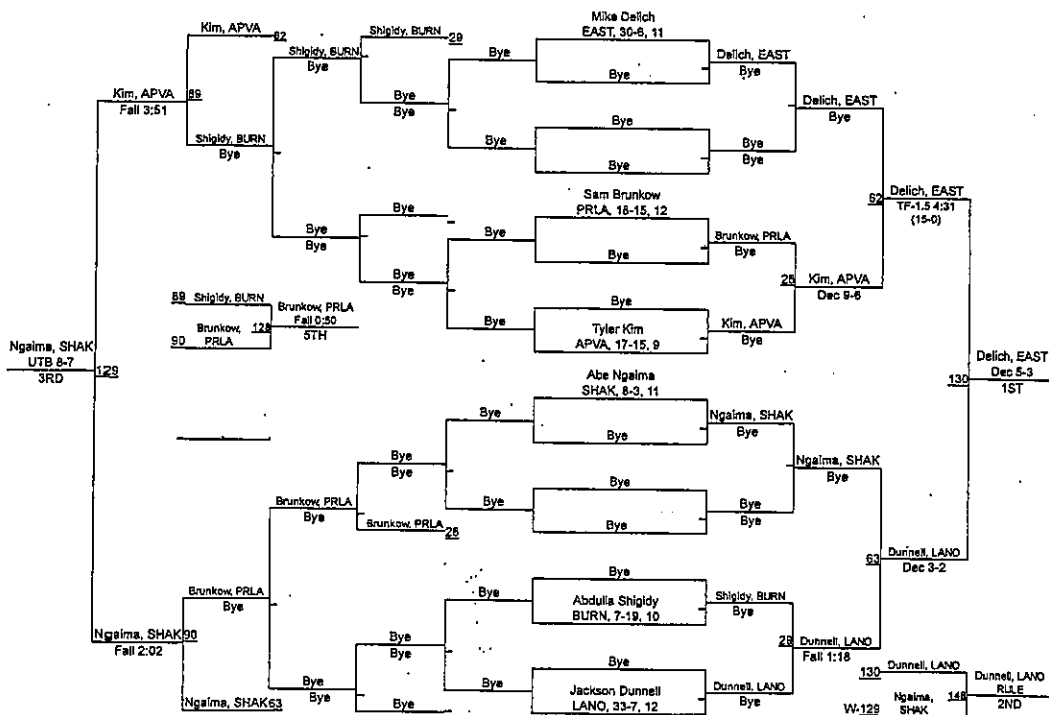 Kim, APVA
62
Shigidy, BURN
29
Mike Delich
EAST, 30-6, 11
Shigidy, BURN
Bye
Bye
Bye
Delich, EAST
Bye
Kim, APVA
Fall 3:51
89
Bye
Bye
Delich, EAST
Bye
Shigidy, BURN
Bye
Bye
Bye
Bye
Bye
Bye
Bye
Sam Brunkow
PRLA, 18-15, 12
62
Delich, EAST
TF-1.5 4:31
(15-0)
Bye
Bye
Bye
Bye
Brunkow, PRLA
Bye
Bye
Bye
Bye
25
Kim, APVA
Dec 9-6
89
Shigidy, BURN
Brunkow, PRLA
Fall 0:50
5TH
128
Brunkow,
PRLA
90
Bye
Bye
Tyler Kim
APVA, 17-15, 9
Kim, APVA
Bye
Ngaima, SHAK
UTB 8-7
3RD
129
Abe Ngaima
SHAK, 8-3, 11
130
Delich, EAST
Dec 5-3
1ST
Bye
Bye
Ngaima, SHAK
Bye
Bye
Bye
Bye
Ngaima, SHAK
Bye
Brunkow, PRLA
Bye
Bye
Bye
Bye
Bye
Brunkow, PRLA
25
63
Dunnell, LANO
Dec 3-2
Bye
Brunkow, PRLA
Bye
Bye
Abdulla Shigidy
BURN, 7-19, 10
Shigidy, BURN
Bye
Ngaima, SHAK
Fall 2:02
90
Bye
Bye
29
Dunnell, LANO
Fall 1:18
Bye
Bye
Bye
Bye
Jackson Dunnell
LANO, 33-7, 12
Dunnell, LANO
Bye
130
Dunnell, LANO
Ngaima, SHAK
63
Bye
Ngaima,
SHAK
W-129
148
Dunnell, LANO
RULE
2ND